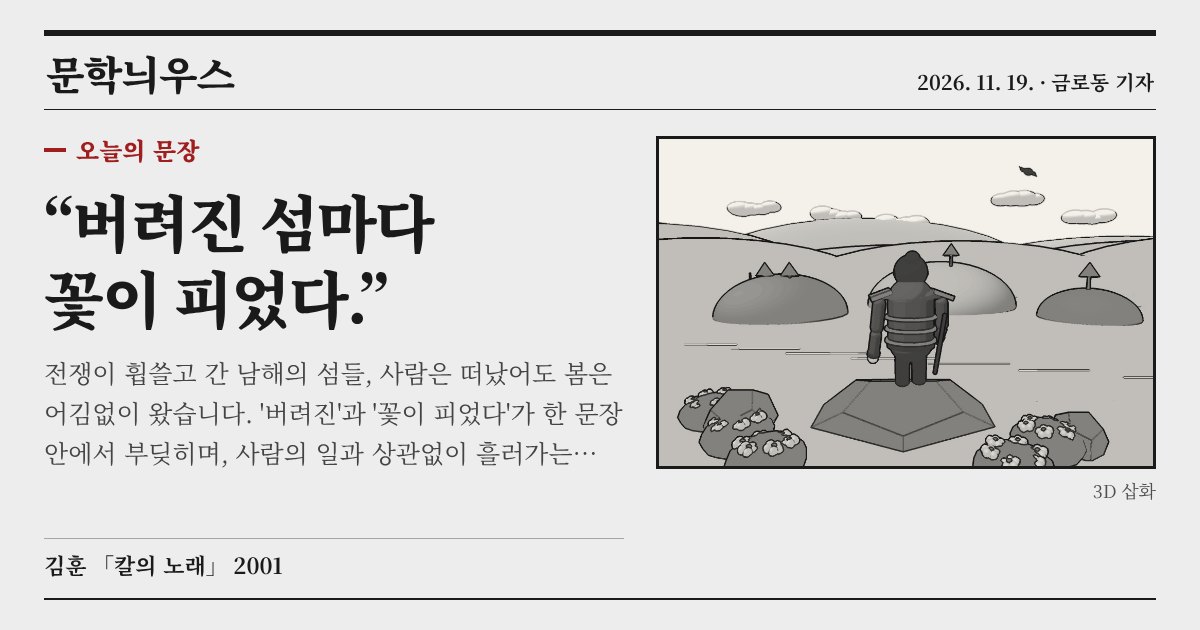 문학늬우스
2026. 11. 19. · 금로동 기자
오늘의 문장
“버려진 섬마다
꽃이 피었다.”
전쟁이 휩쓸고 간 남해의 섬들, 사람은 떠났어도 봄은
어김없이 왔습니다. '버려진'과 '꽃이 피었다'가 한 문장
안에서 부딪히며, 사람의 일과 상관없이 흘러가는…
3D 삽화
김훈 「칼의 노래」 2001